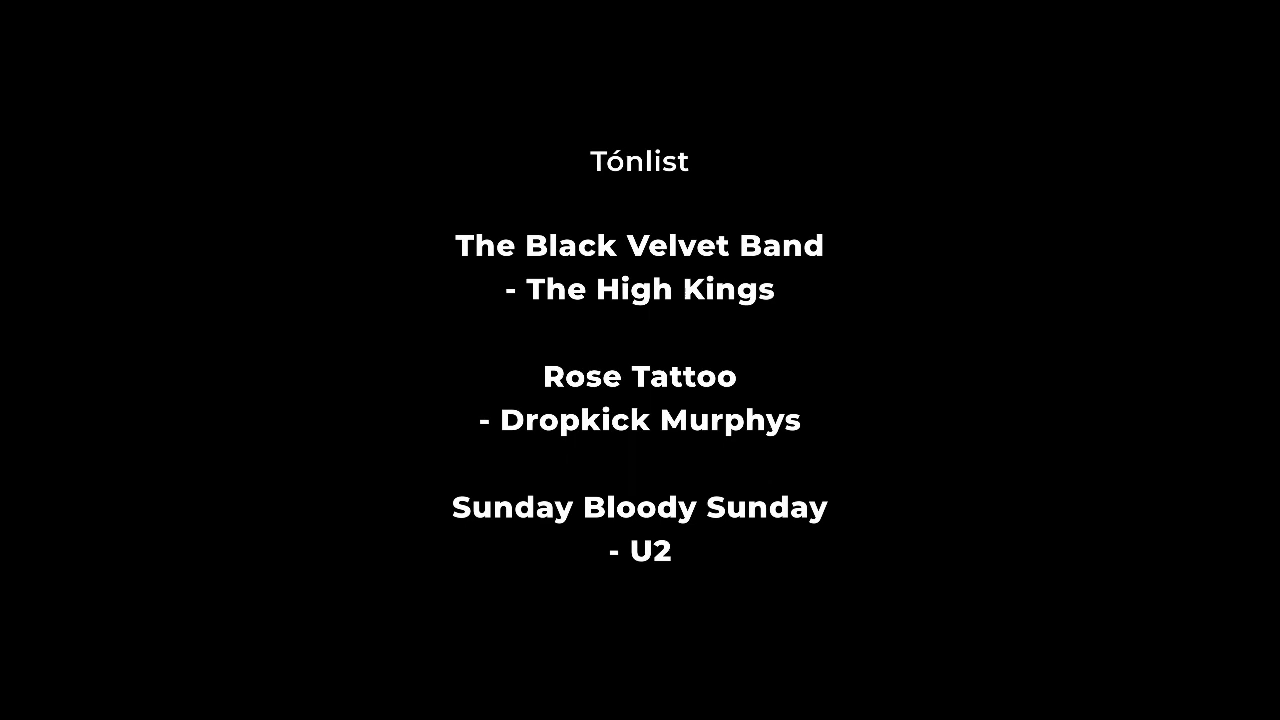 Tónlist
The Black Velvet Band
- The High Kings
Rose Tattoo
- Dropkick Murphys
Sunday Bloody Sunday
- U2